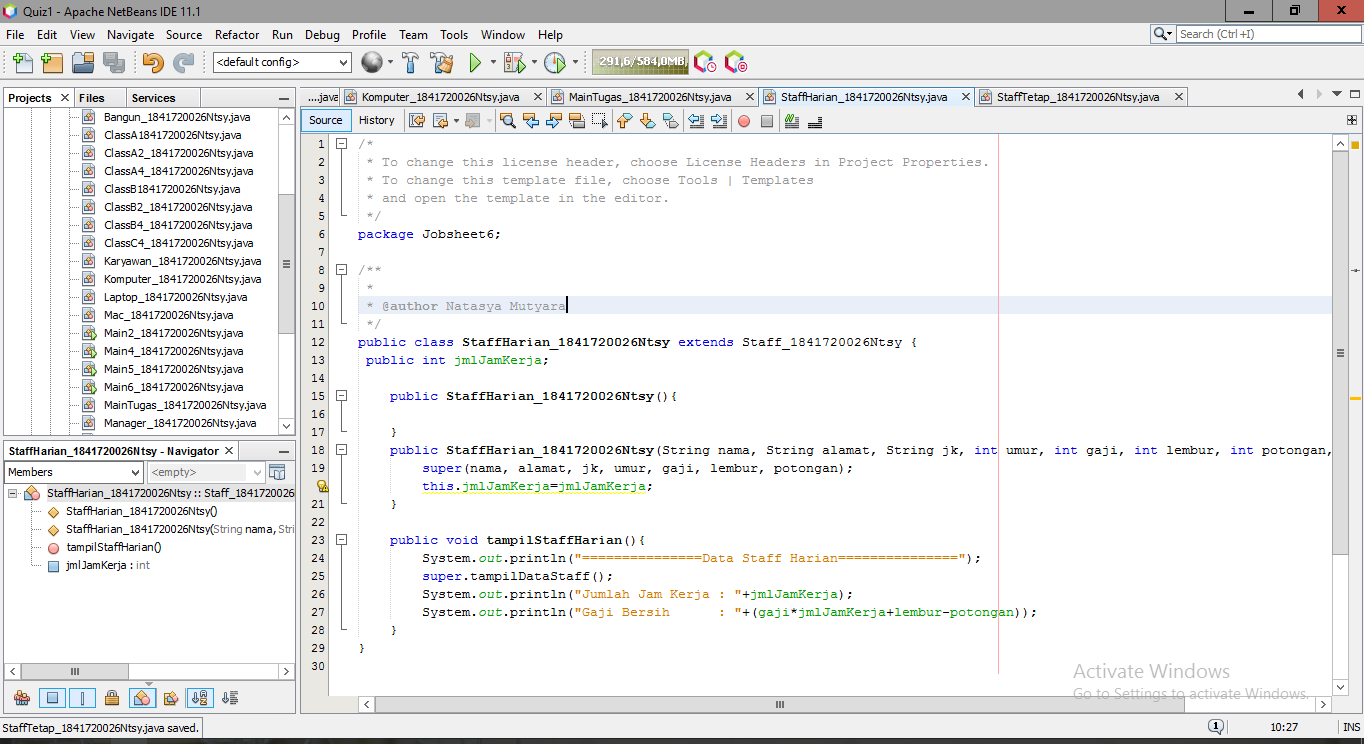 Quiz1 - Apache NetBeans IDE 11.1
File Edit View Navigate Source Refactor Run Debug Profile Team Tools Window Help
Search (Ctrl+I)
<default config>
291,6/584,0MB
Projects Files Services
....java Komputer_1841720026Ntsy.java MainTugas_1841720026Ntsy.java StaffHarian_1841720026Ntsy.java StaffTetap_1841720026Ntsy.java
Source History
Bangun_1841720026Ntsy.java
ClassA1841720026Ntsy.java
ClassA2_1841720026Ntsy.java
ClassA4_1841720026Ntsy.java
ClassB1841720026Ntsy.java
ClassB2_1841720026Ntsy.java
ClassB4_1841720026Ntsy.java
ClassC4_1841720026Ntsy.java
Karyawan_1841720026Ntsy.java
Komputer_1841720026Ntsy.java
Laptop_1841720026Ntsy.java
Mac_1841720026Ntsy.java
Main2_1841720026Ntsy.java
Main4_1841720026Ntsy.java
Main5_1841720026Ntsy.java
Main6_1841720026Ntsy.java
MainTugas_1841720026Ntsy.java
Manager_1841720026Ntsy.java
StaffHarian_1841720026Ntsy - Navigator
Members <empty>
StaffHarian_1841720026Ntsy :: Staff_1841720026
StaffHarian_1841720026Ntsy()
StaffHarian_1841720026Ntsy(String nama, Stri
tampilStaffHarian()
jmlJamKerja : int
1 /*
2 * To change this license header, choose License Headers in Project Properties.
3 * To change this template file, choose Tools | Templates
4 * and open the template in the editor.
5 */
6 package Jobsheet6;
7
8 /**
9 *
10 * @author Natasya Mutyara
11 */
12 public class StaffHarian_1841720026Ntsy extends Staff_1841720026Ntsy {
13 public int jmlJamKerja;
14
15 public StaffHarian_1841720026Ntsy(){
16
17 }
18 public StaffHarian_1841720026Ntsy(String nama, String alamat, String jk, int umur, int gaji, int lembur, int potongan,
19 super(nama, alamat, jk, umur, gaji, lembur, potongan);
this.jmlJamKerja=jmlJamKerja;
21 }
22
23 public void tampilStaffHarian(){
24 System.out.println("===============Data Staff Harian===============");
25 super.tampilDataStaff();
26 System.out.println("Jumlah Jam Kerja : "+jmlJamKerja);
27 System.out.println("Gaji Bersih      : "+(gaji*jmlJamKerja+lembur-potongan));
28 }
29 }
30
Activate Windows
Go to Settings to activate Windows.
StaffTetap_1841720026Ntsy.java saved.
1
10:27 INS